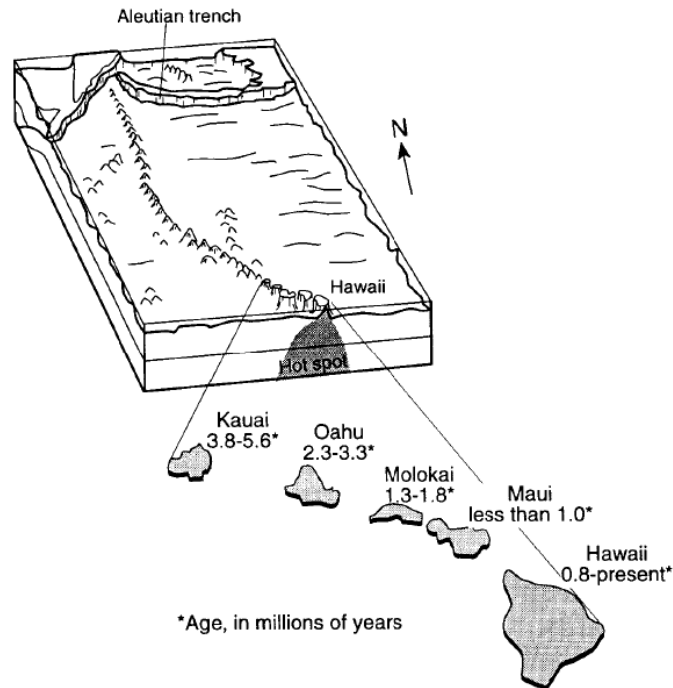 Aleutian trench
N
Hawaii
Hot spot
Kauai
3.8-5.6*
Oahu
2.3-3.3*
Molokai
1.3-1.8*
Maui
less than 1.0*
Hawaii
0.8-present*
*Age, in millions of years